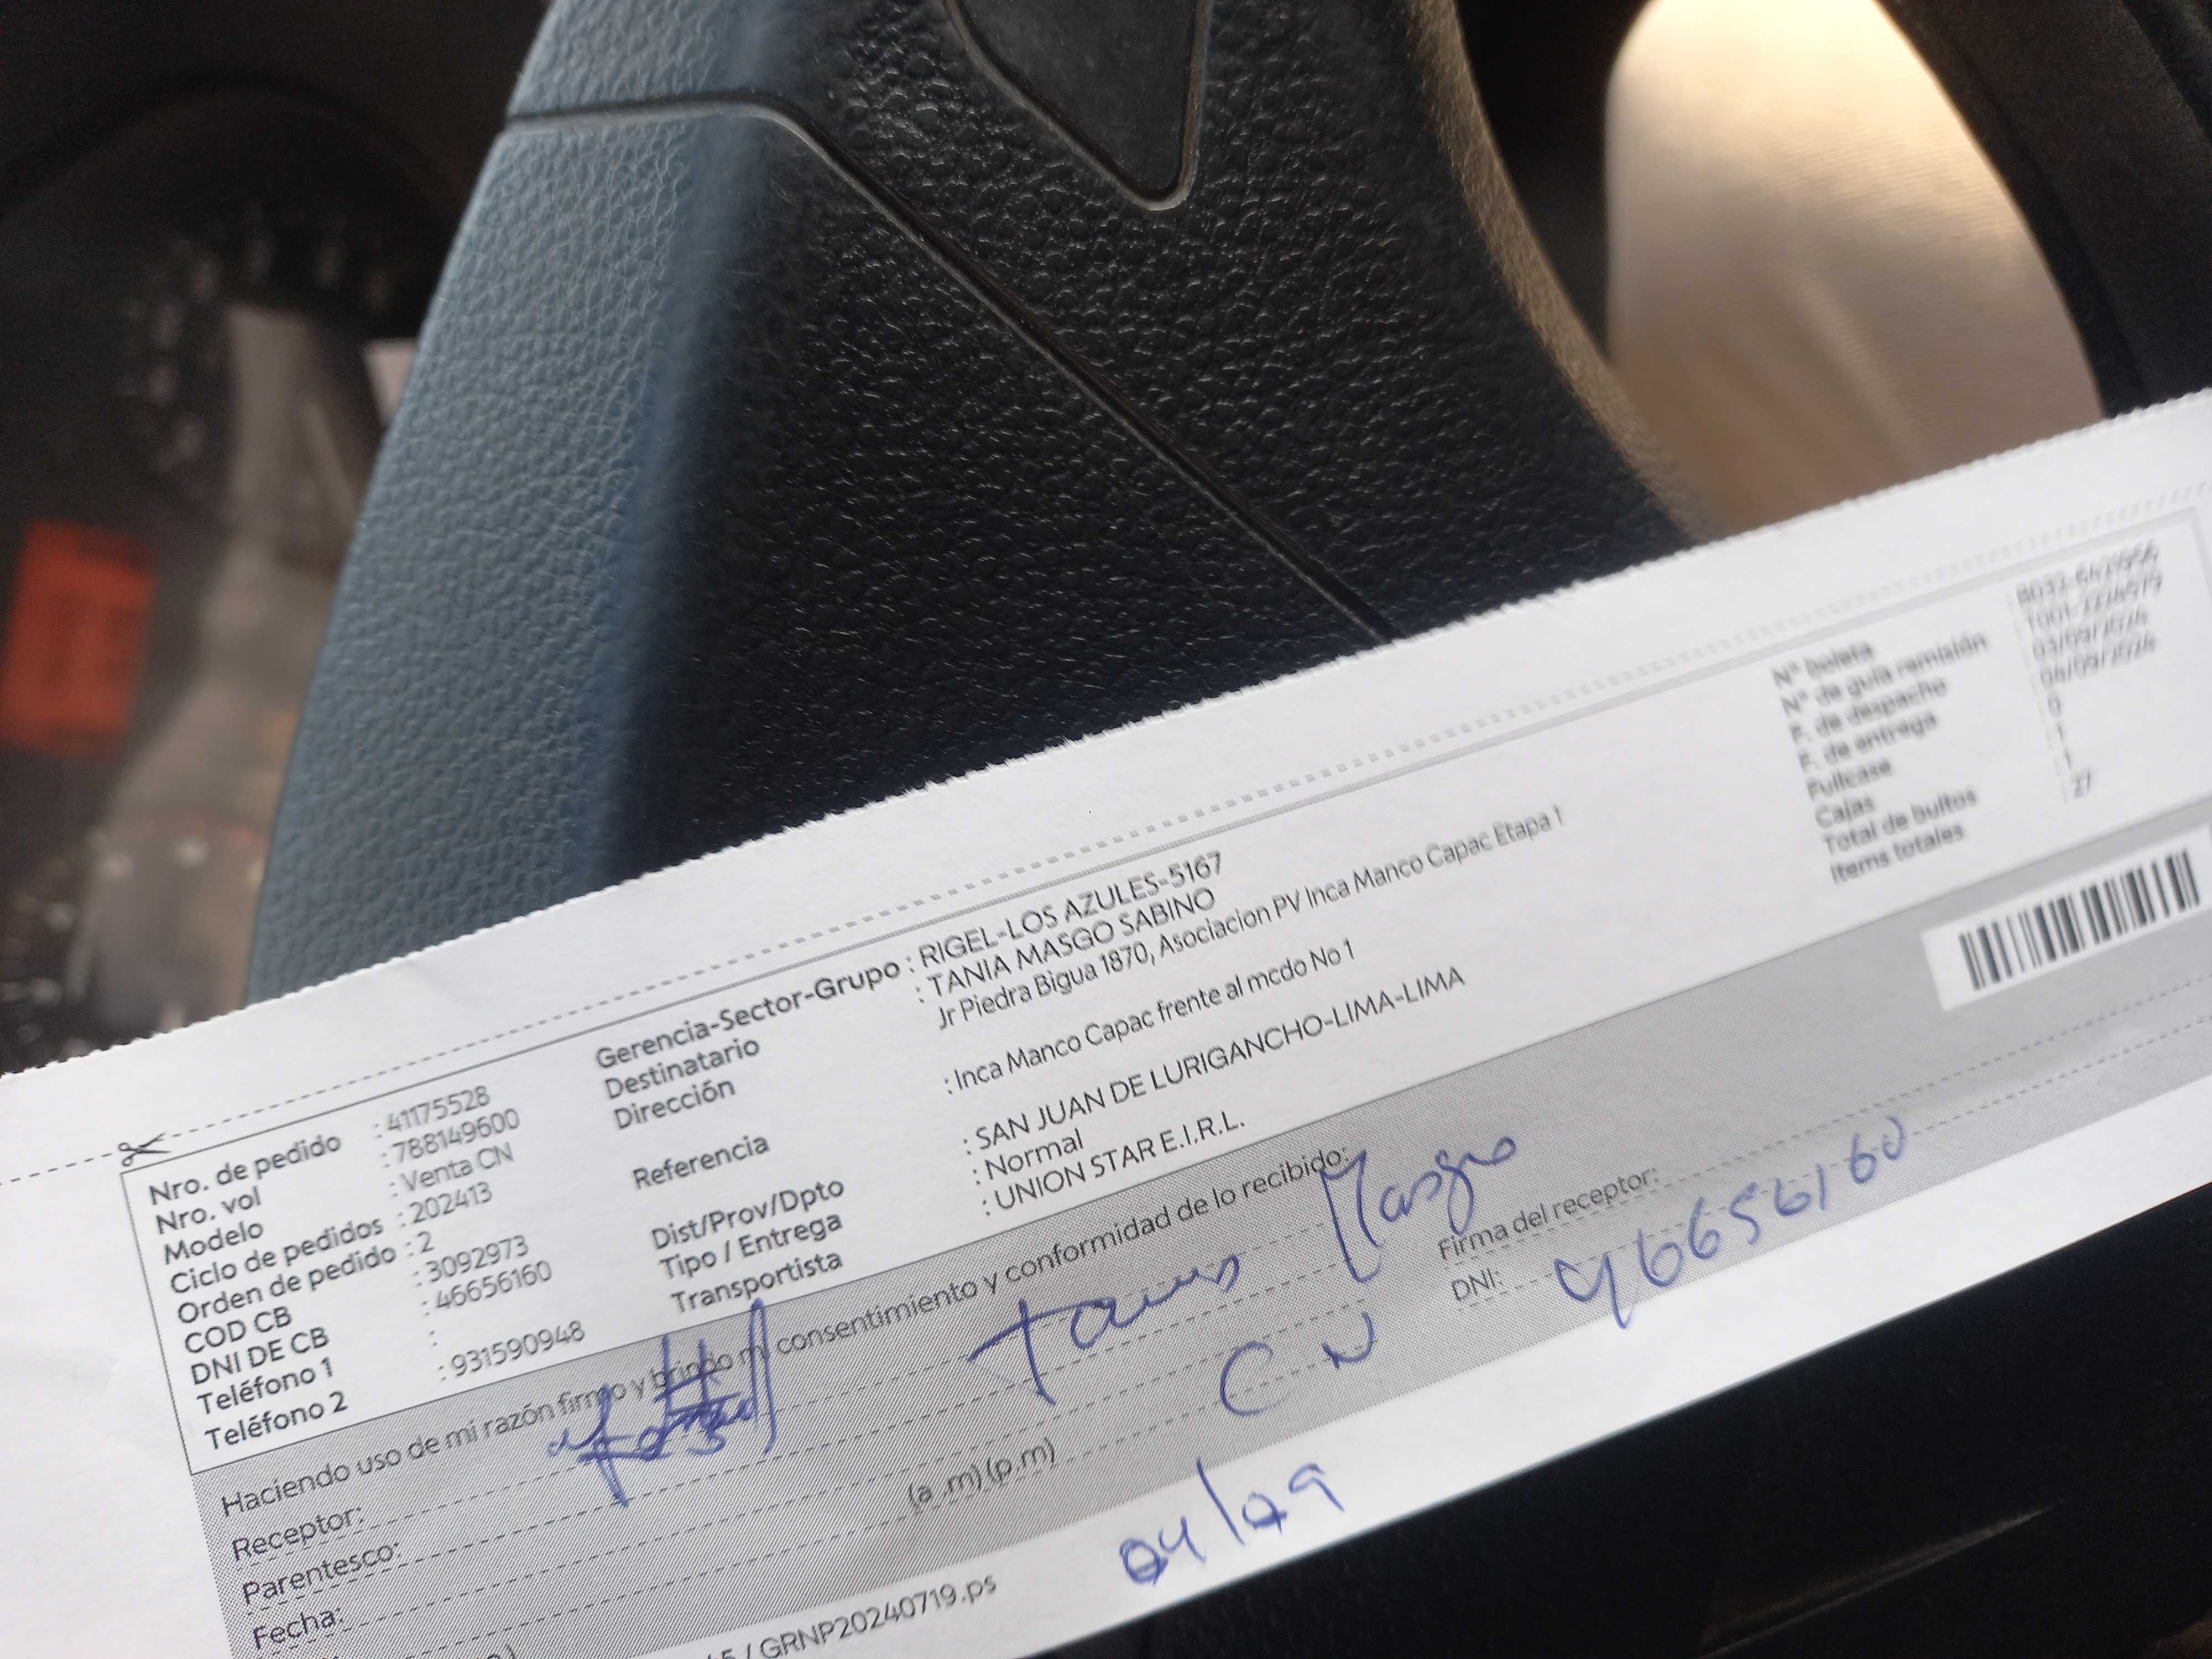 Nro. de pedido : 41175528
Nro. vol : 788149600
Modelo : Venta CN
Ciclo de pedidos : 202413
Orden de pedido : 2
COD CB : 3092973
DNI DE CB : 46656160
Teléfono 1 :
Teléfono 2 : 931590948
Gerencia-Sector-Grupo : RIGEL-LOS AZULES-5167
Destinatario : TANIA MASGO SABINO
Dirección : Jr Piedra Bigua 1870, Asociacion PV Inca Manco Capac Etapa 1
Referencia : Inca Manco Capac frente al mcdo No 1
Dist/Prov/Dpto : SAN JUAN DE LURIGANCHO-LIMA-LIMA
Tipo / Entrega : Normal
Transportista : UNION STAR E.I.R.L.
N° boleta
N° de guía remisión
F. de despacho : 03/09/2024
F. de entrega : 04/09/2024
Fullcase : 0
Cajas : 1
Total de bultos : 1
Items totales : 27
Haciendo uso de mi razón firmo y brindo mi consentimiento y conformidad de lo recibido:
Receptor: Masgo
Parentesco: CN
Fecha: (a .m) (p.m)
04/09
Firma del receptor:
DNI: 46656160
/ GRNP20240719.ps